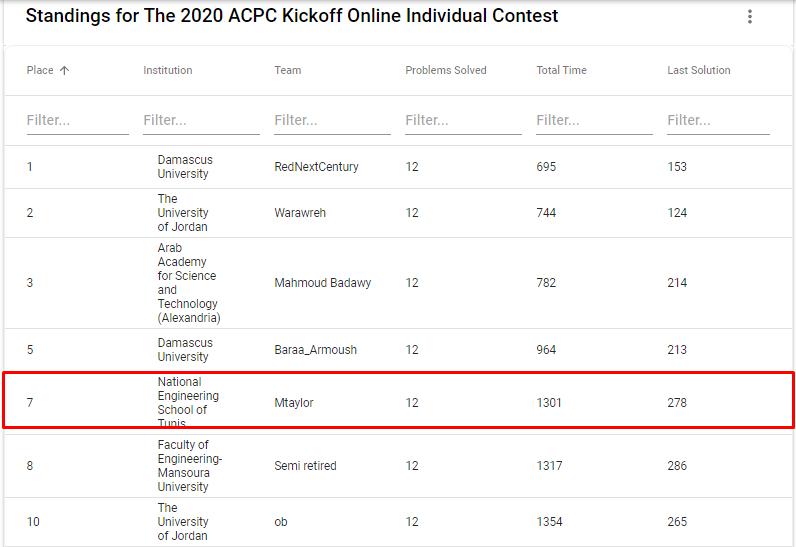 Standings for The 2020 ACPC Kickoff Online Individual Contest
Place Institution Team Problems Solved Total Time Last Solution
Filter... Filter... Filter... Filter... Filter... Filter...
1 Damascus University RedNextCentury 12 695 153
2 The University of Jordan Warawreh 12 744 124
3 Arab Academy for Science and Technology (Alexandria) Mahmoud Badawy 12 782 214
5 Damascus University Baraa_Armoush 12 964 213
7 National Engineering School of Tunis Mtaylor 12 1301 278
8 Faculty of Engineering-Mansoura University Semi retired 12 1317 286
10 The University of Jordan ob 12 1354 265